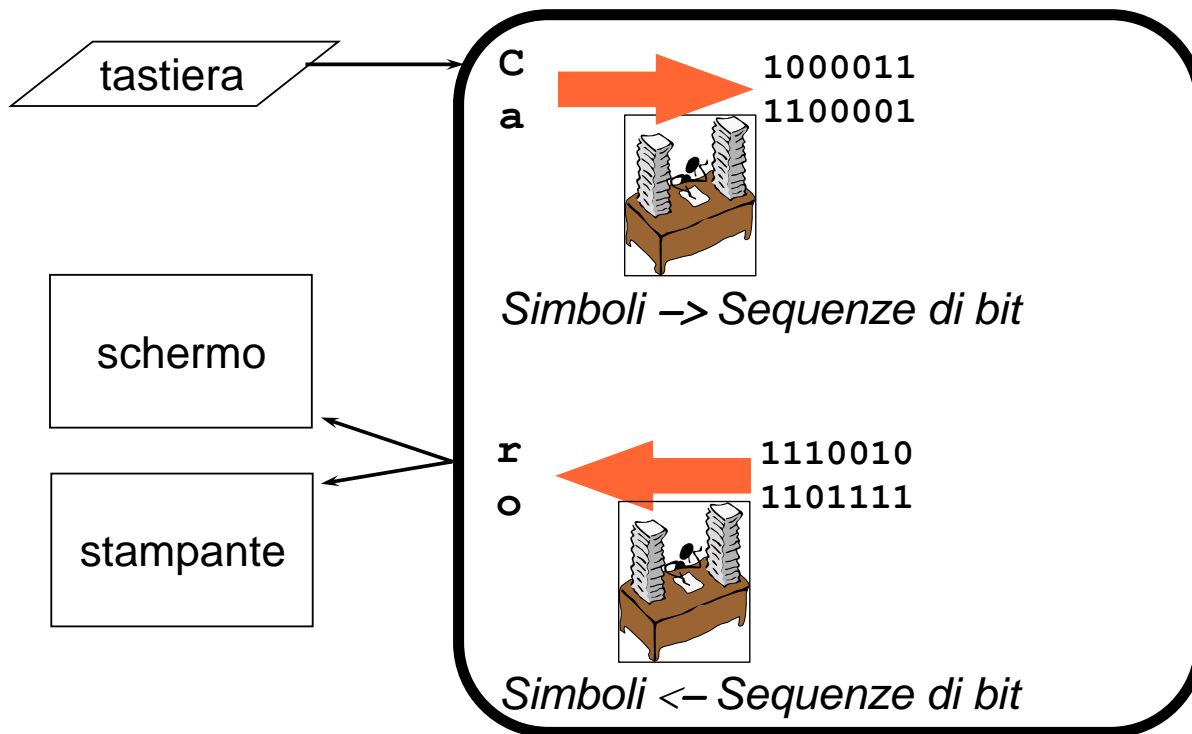 tastiera
C 1000011
a 1100001
Simboli –> Sequenze di bit
schermo
r 1110010
o 1101111
stampante
Simboli <– Sequenze di bit